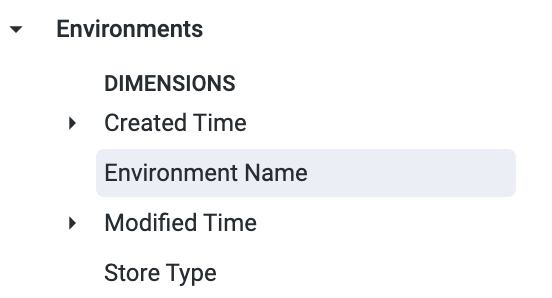 Environments
DIMENSIONS
Created Time
Environment Name
Modified Time
Store Type